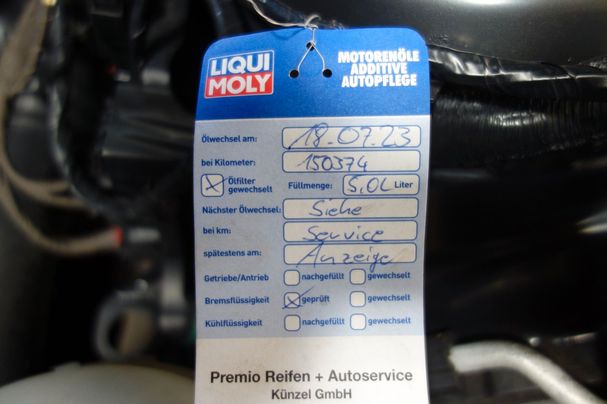 LIQUI MOLY
MOTORENÖLE
ADDITIVE
AUTOPFLEGE
Ölwechsel am: 18.07.23
bei Kilometer: 150374
Ölfilter gewechselt Füllmenge: 5,0L Liter
Nächster Ölwechsel: Siehe
bei km: Service
spätestens am: Anzeige
Getriebe/Antrieb nachgefüllt gewechselt
Bremsflüssigkeit geprüft gewechselt
Kühlflüssigkeit nachgefüllt gewechselt
Premio Reifen + Autoservice
Künzel GmbH